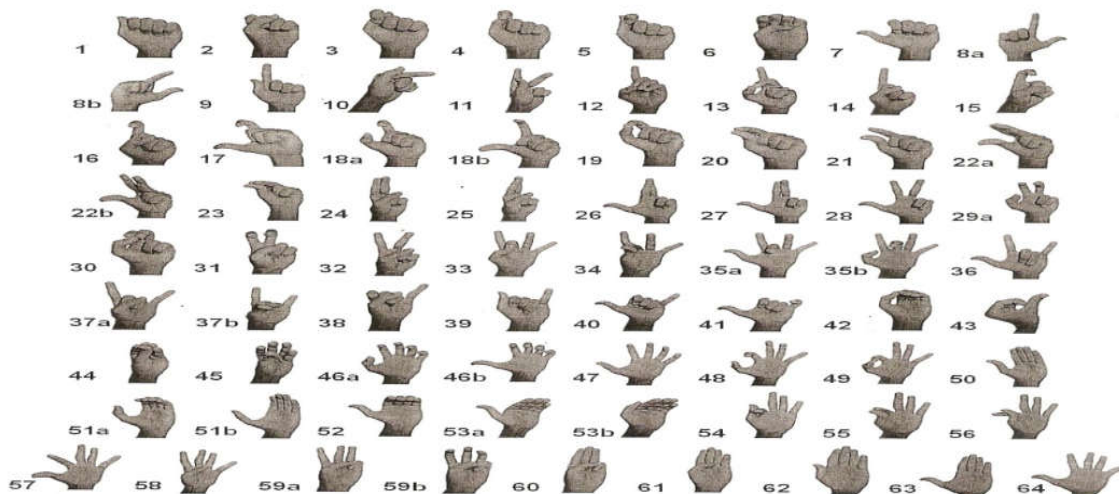 1 2 3 4 5 6 7 8a
8b 9 10 11 12 13 14 15
16 17 18a 18b 19 20 21 22a
22b 23 24 25 26 27 28 29a
30 31 32 33 34 35a 35b 36
37a 37b 38 39 40 41 42 43
44 45 46a 46b 47 48 49 50
51a 51b 52 53a 53b 54 55 56
57 58 59a 59b 60 61 62 63 64